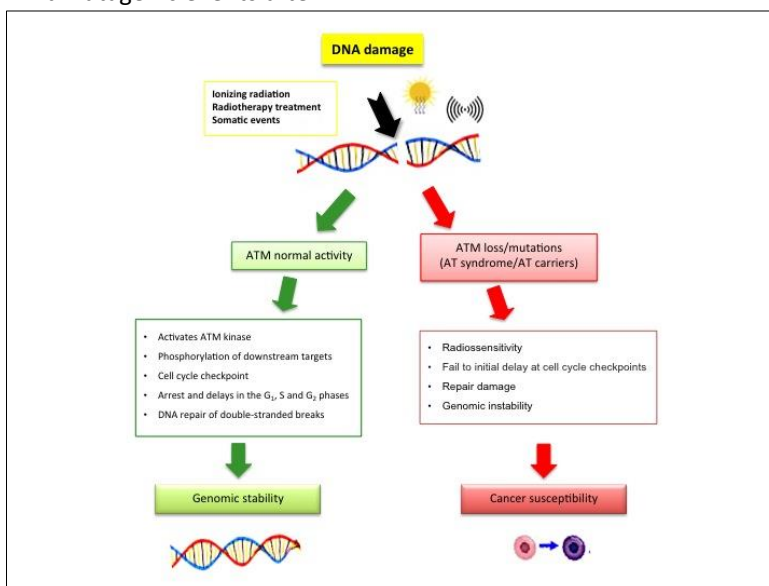 DNA damage
Ionizing radiation
Radiotherapy treatment
Somatic events
ATM normal activity
ATM loss/mutations
(AT syndrome/AT carriers)
• Activates ATM kinase
• Phosphorylation of downstream targets
• Cell cycle checkpoint
• Arrest and delays in the G₁, S and G₂ phases
• DNA repair of double-stranded breaks
• Radiossensitivity
• Fail to initial delay at cell cycle checkpoints
• Repair damage
• Genomic instability
Genomic stability
Cancer susceptibility